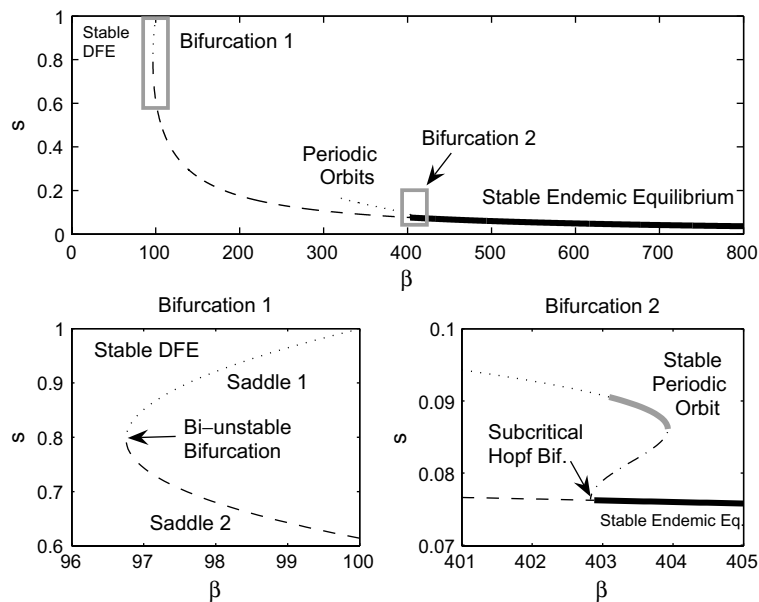 1
0.8
0.6
0.4
0.2
0
s
Stable
DFE
Bifurcation 1
Periodic
Orbits
Bifurcation 2
Stable Endemic Equilibrium
0 100 200 300 400 500 600 700 800
β
Bifurcation 1
1
0.9
0.8
0.7
0.6
s
Stable DFE
Saddle 1
Bi−unstable
Bifurcation
Saddle 2
96 97 98 99 100
β
Bifurcation 2
0.1
0.09
0.08
0.07
s
Stable
Periodic
Orbit
Subcritical
Hopf Bif.
Stable Endemic Eq.
401 402 403 404 405
β